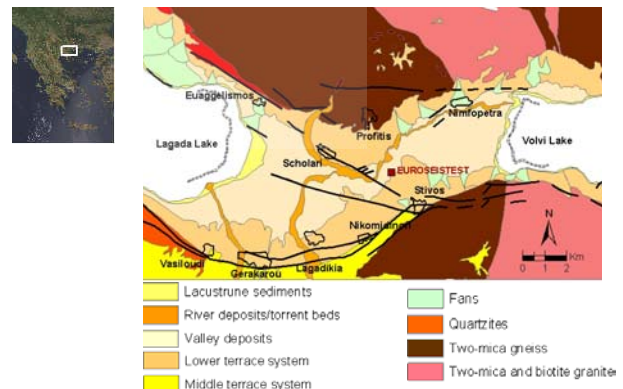 Euaggelismos
Nimfopetra
Profitis
Lagada Lake
Volvi Lake
Scholari
EUROSEISTEST
Stivos
Nikomidinon
N
Vasiloudi
Gerakarou
Lagadikia
0 1 2 Km
Lacustrune sediments
River deposits/torrent beds
Valley deposits
Lower terrace system
Middle terrace system
Fans
Quartzites
Two-mica gneiss
Two-mica and biotite granite